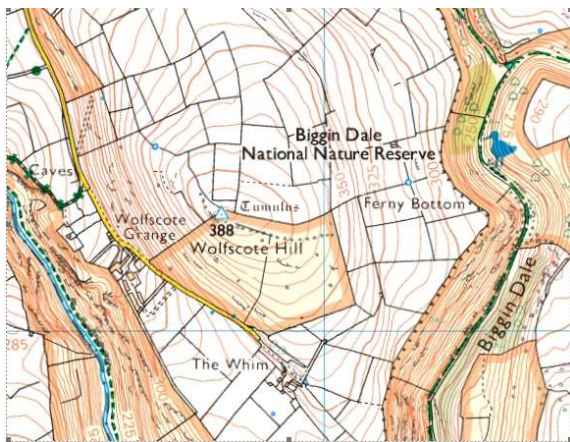 290
275
250
Biggin Dale
National Nature Reserve
Caves
350
325
300
Tumulus
Ferny Bottom
Wolfscote
Grange
388
Wolfscote Hill
Biggin Dale
285
The Whim
300
225